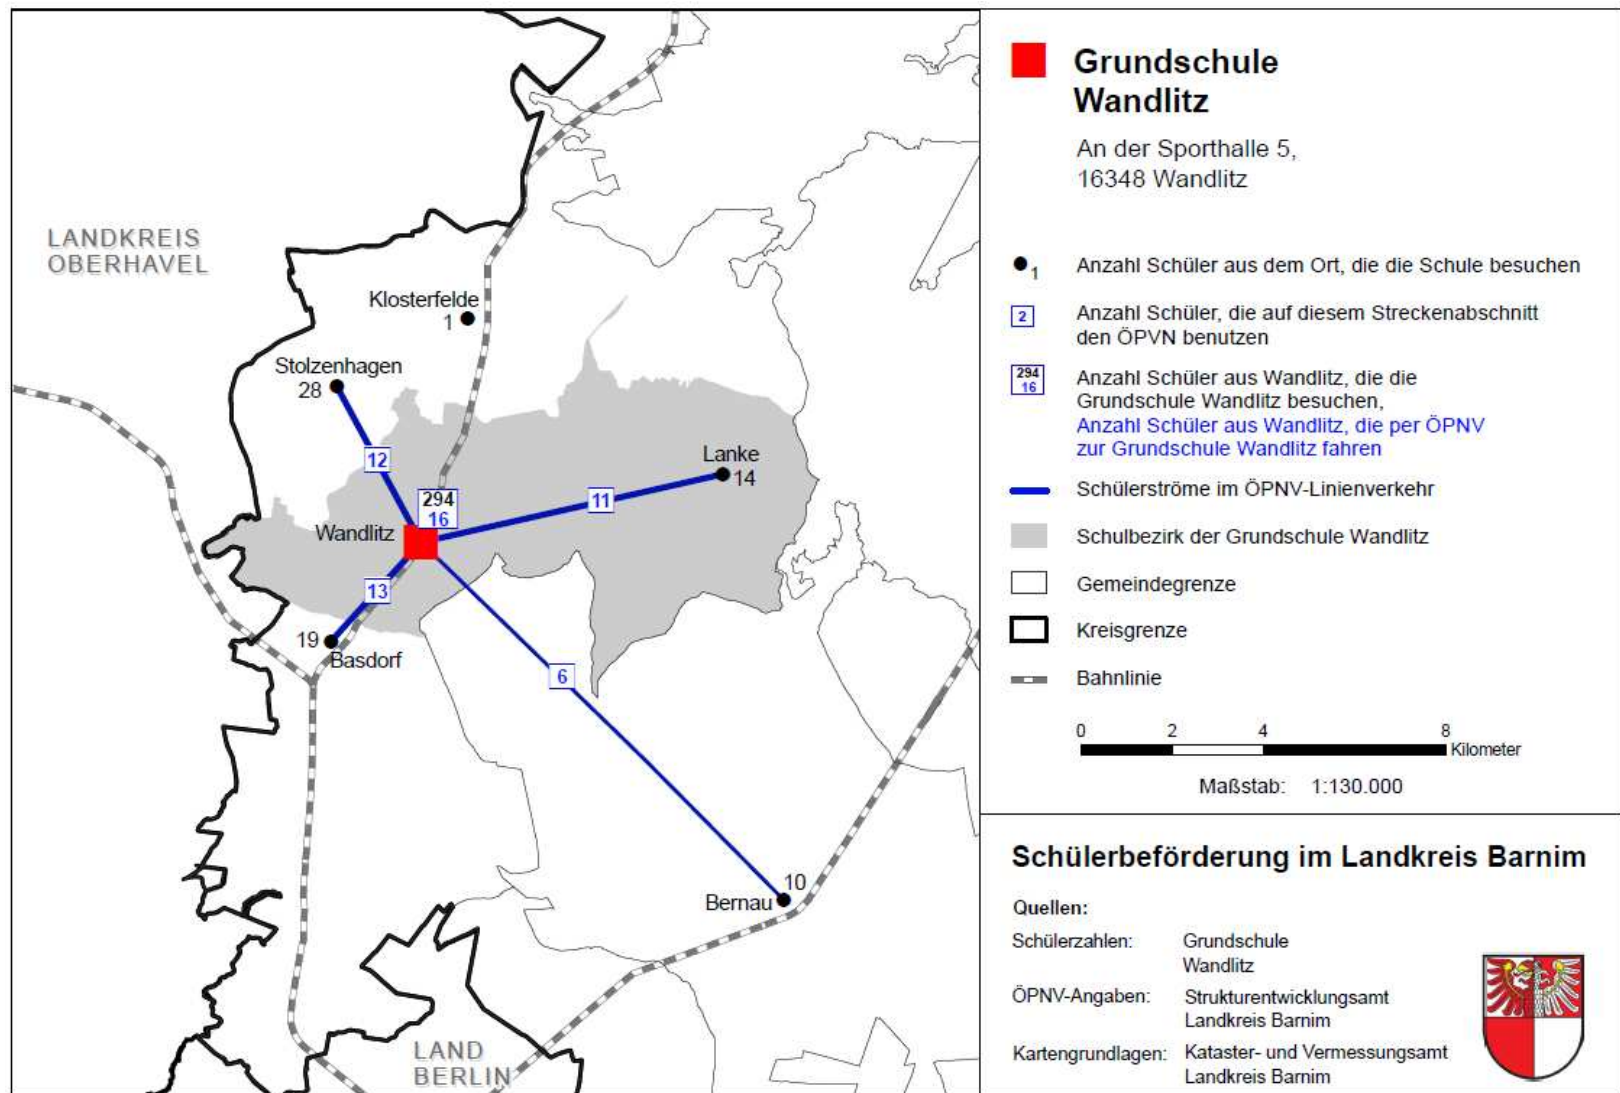 LANDKREIS
OBERHAVEL
Klosterfelde
1
Stolzenhagen
28
12
Lanke
14
11
294
16
Wandlitz
13
19
Basdorf
6
10
Bernau
LAND
BERLIN
Grundschule
Wandlitz
An der Sporthalle 5,
16348 Wandlitz
1
Anzahl Schüler aus dem Ort, die die Schule besuchen
2
Anzahl Schüler, die auf diesem Streckenabschnitt
den ÖPVN benutzen
294
16
Anzahl Schüler aus Wandlitz, die die
Grundschule Wandlitz besuchen,
Anzahl Schüler aus Wandlitz, die per ÖPNV
zur Grundschule Wandlitz fahren
Schülerströme im ÖPNV-Linienverkehr
Schulbezirk der Grundschule Wandlitz
Gemeindegrenze
Kreisgrenze
Bahnlinie
0 2 4 8
Kilometer
Maßstab: 1:130.000
Schülerbeförderung im Landkreis Barnim
Quellen:
Schülerzahlen: Grundschule
Wandlitz
ÖPNV-Angaben: Strukturentwicklungsamt
Landkreis Barnim
Kartengrundlagen: Kataster- und Vermessungsamt
Landkreis Barnim